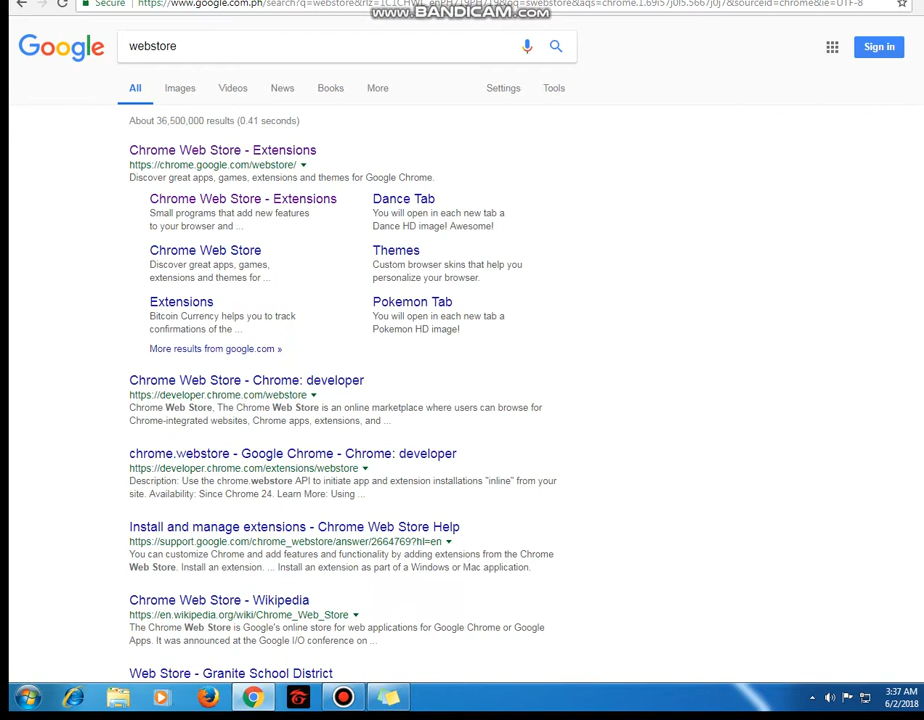 Secure
https://www.google.com.ph/search?q=webstore&rlz=1C1CHWL_enPH719PH719&oq=webstore&aqs=chrome.1.69i57j0l5.5667j0j7&sourceid=chrome&ie=UTF-8
www.BANDICAM.com
Google
webstore
Sign in
All Images Videos News Books More Settings Tools
About 36,500,000 results (0.41 seconds)
Chrome Web Store - Extensions
https://chrome.google.com/webstore/
Discover great apps, games, extensions and themes for Google Chrome.
Chrome Web Store - Extensions
Small programs that add new features
to your browser and ...
Dance Tab
You will open in each new tab a
Dance HD image! Awesome!
Chrome Web Store
Discover great apps, games,
extensions and themes for ...
Themes
Custom browser skins that help you
personalize your browser.
Extensions
Bitcoin Currency helps you to track
confirmations of the ...
Pokemon Tab
You will open in each new tab a
Pokemon HD image!
More results from google.com »
Chrome Web Store - Chrome: developer
https://developer.chrome.com/webstore
Chrome Web Store, The Chrome Web Store is an online marketplace where users can browse for
Chrome-integrated websites, Chrome apps, extensions, and ...
chrome.webstore - Google Chrome - Chrome: developer
https://developer.chrome.com/extensions/webstore
Description: Use the chrome.webstore API to initiate app and extension installations "inline" from your
site. Availability: Since Chrome 24. Learn More: Using ...
Install and manage extensions - Chrome Web Store Help
https://support.google.com/chrome_webstore/answer/2664769?hl=en
You can customize Chrome and add features and functionality by adding extensions from the Chrome
Web Store. Install an extension. ... Install an extension as part of a Windows or Mac application.
Chrome Web Store - Wikipedia
https://en.wikipedia.org/wiki/Chrome_Web_Store
The Chrome Web Store is Google's online store for web applications for Google Chrome or Google
Apps. It was announced at the Google I/O conference on ...
Web Store - Granite School District
3:37 AM
6/2/2018